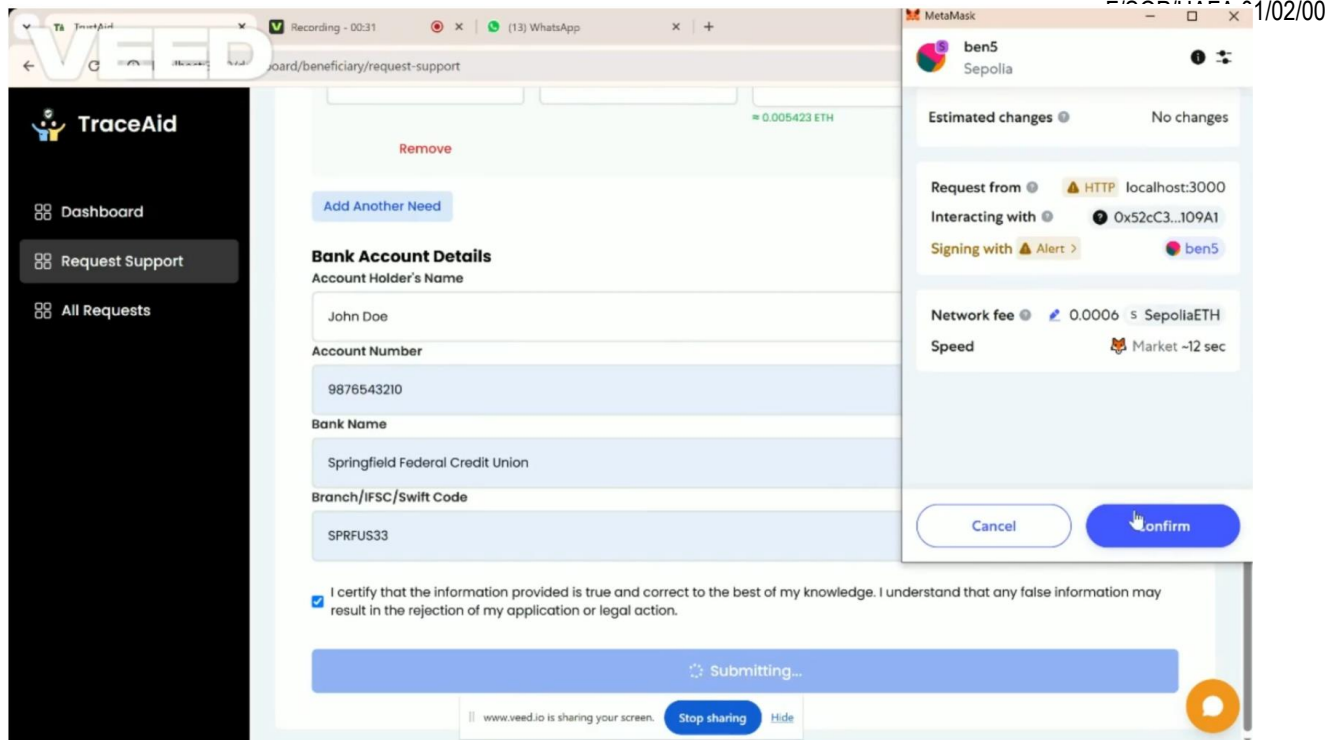 VEED
Recording - 00:31
(13) WhatsApp
MetaMask
1/02/00
board/beneficiary/request-support
ben5
Sepolia
TraceAid
≈ 0.005423 ETH
Remove
Estimated changes
No changes
Dashboard
Request Support
All Requests
Add Another Need
Request from
HTTP localhost:3000
Interacting with
0x52cC3...109A1
Signing with Alert >
ben5
Bank Account Details
Account Holder's Name
John Doe
Network fee
0.0006 S SepoliaETH
Speed
Market ~12 sec
Account Number
9876543210
Bank Name
Springfield Federal Credit Union
Branch/IFSC/Swift Code
SPRFUS33
Cancel
Confirm
I certify that the information provided is true and correct to the best of my knowledge. I understand that any false information may
result in the rejection of my application or legal action.
Submitting...
www.veed.io is sharing your screen.
Stop sharing
Hide